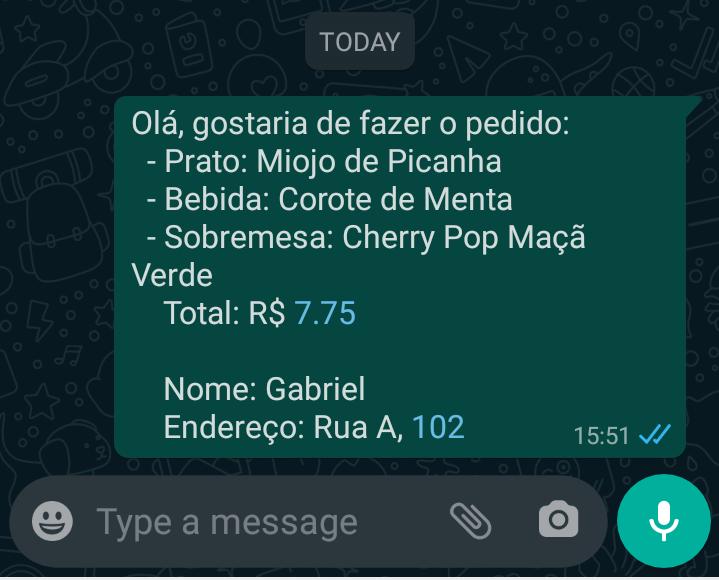 TODAY
Olá, gostaria de fazer o pedido:
- Prato: Miojo de Picanha
- Bebida: Corote de Menta
- Sobremesa: Cherry Pop Maçã
Verde
Total: R$ 7.75
Nome: Gabriel
Endereço: Rua A, 102
15:51
Type a message